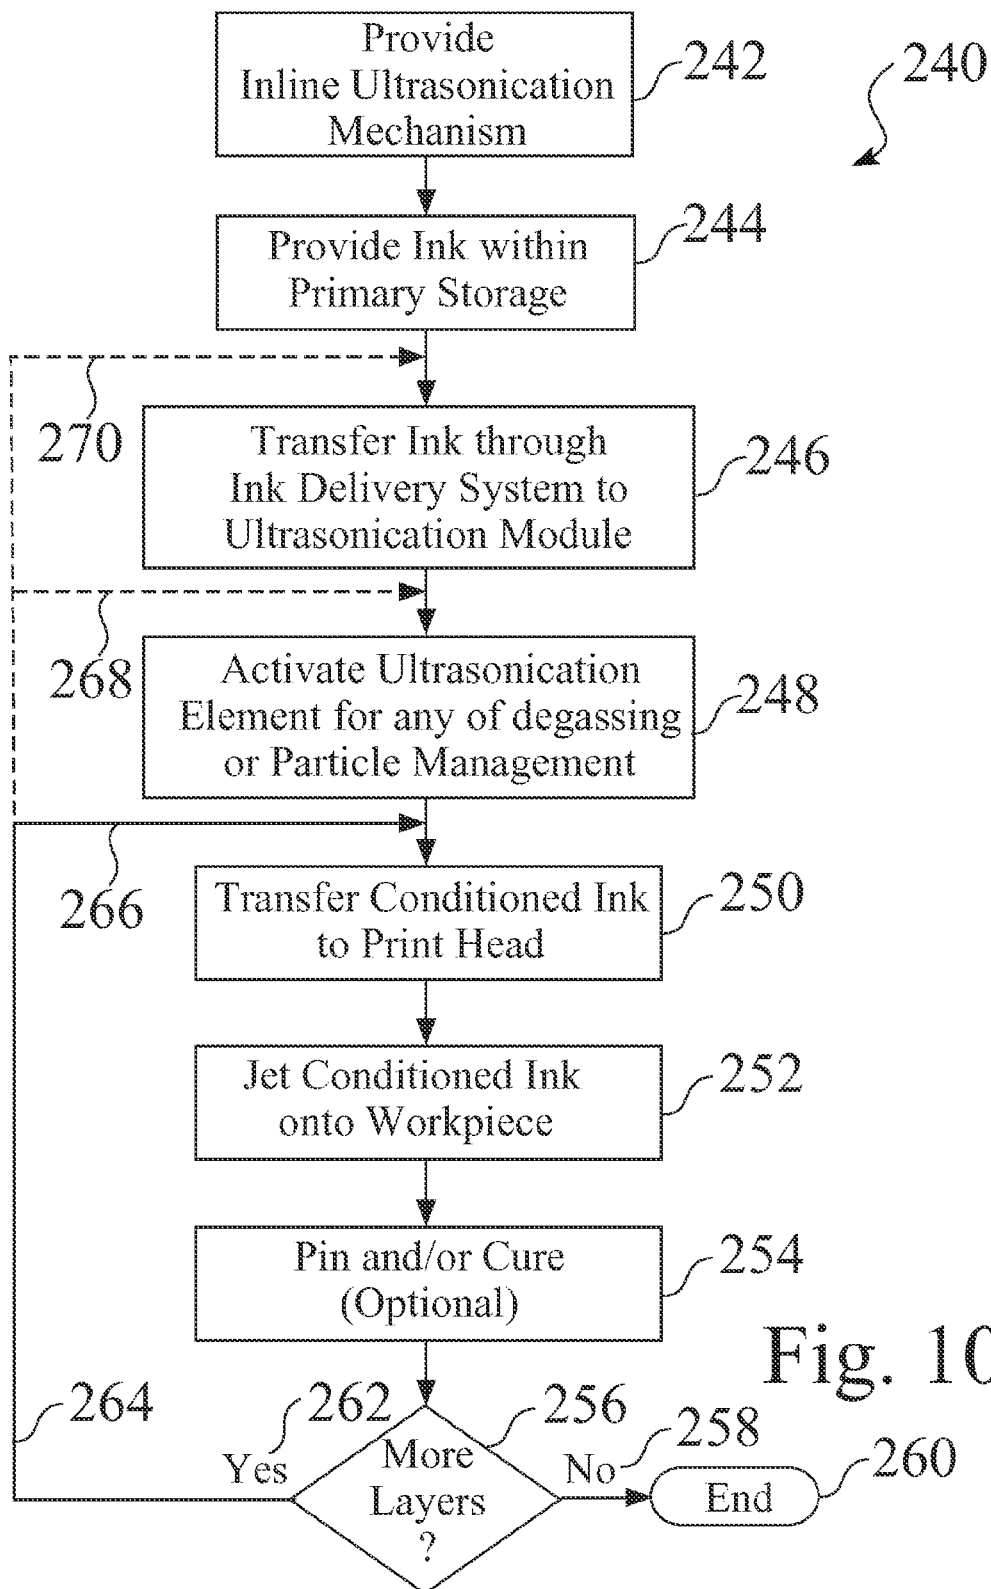 Provide
Inline Ultrasonication
Mechanism
242
240
Provide Ink within
Primary Storage
244
270
Transfer Ink through
Ink Delivery System to
Ultrasonication Module
246
268
Activate Ultrasonication
Element for any of degassing
or Particle Management
248
266
Transfer Conditioned Ink
to Print Head
250
Jet Conditioned Ink
onto Workpiece
252
Pin and/or Cure
(Optional)
254
Fig. 10
264
262
256
258
260
Yes
More
Layers
?
No
End